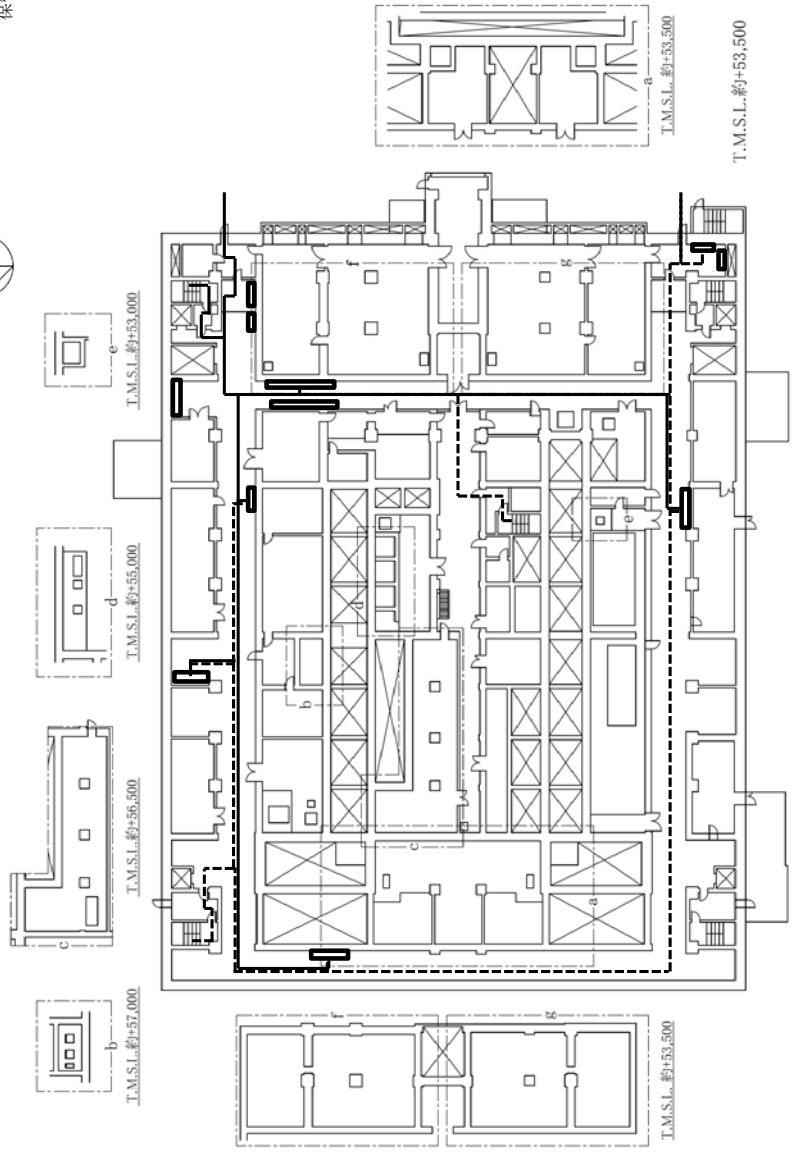 b
T.M.S.L.約+57,000
c
T.M.S.L.約+56,500
d
T.M.S.L.約+55,000
e
T.M.S.L.約+53,000
f
g
T.M.S.L. 約+53,500
b
d
c
a
e
f
g
a
T.M.S.L. 約+53,500
T.M.S.L.約+53,500